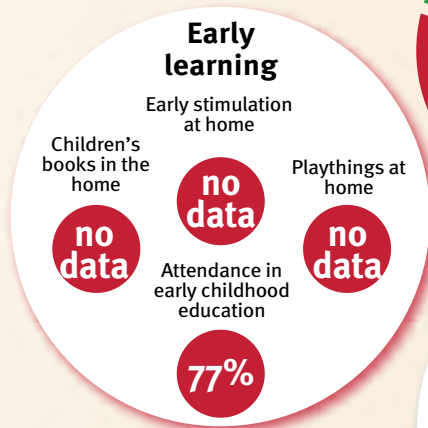 Early
learning
Early stimulation
at home
no
data
Children’s
books in the
home
no
data
Playthings at
home
no
data
Attendance in
early childhood
education
77%